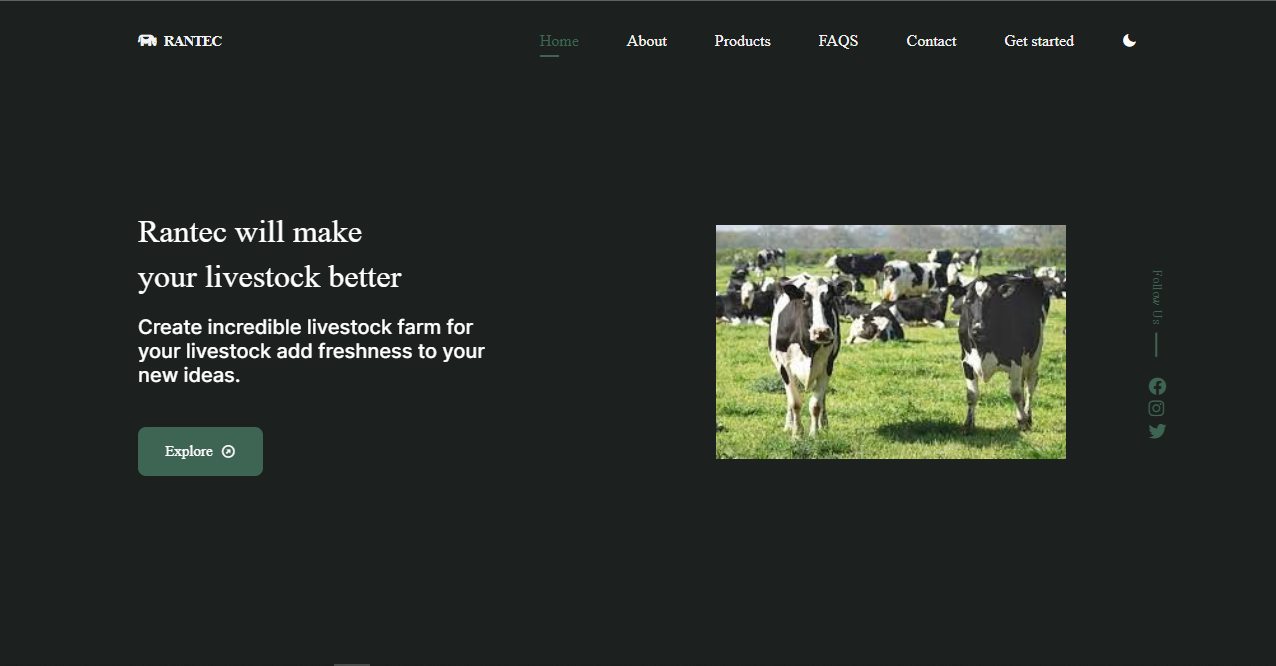 RANTEC
Home About Products FAQS Contact Get started
Rantec will make
your livestock better
Create incredible livestock farm for
your livestock add freshness to your
new ideas.
Explore
Follow Us